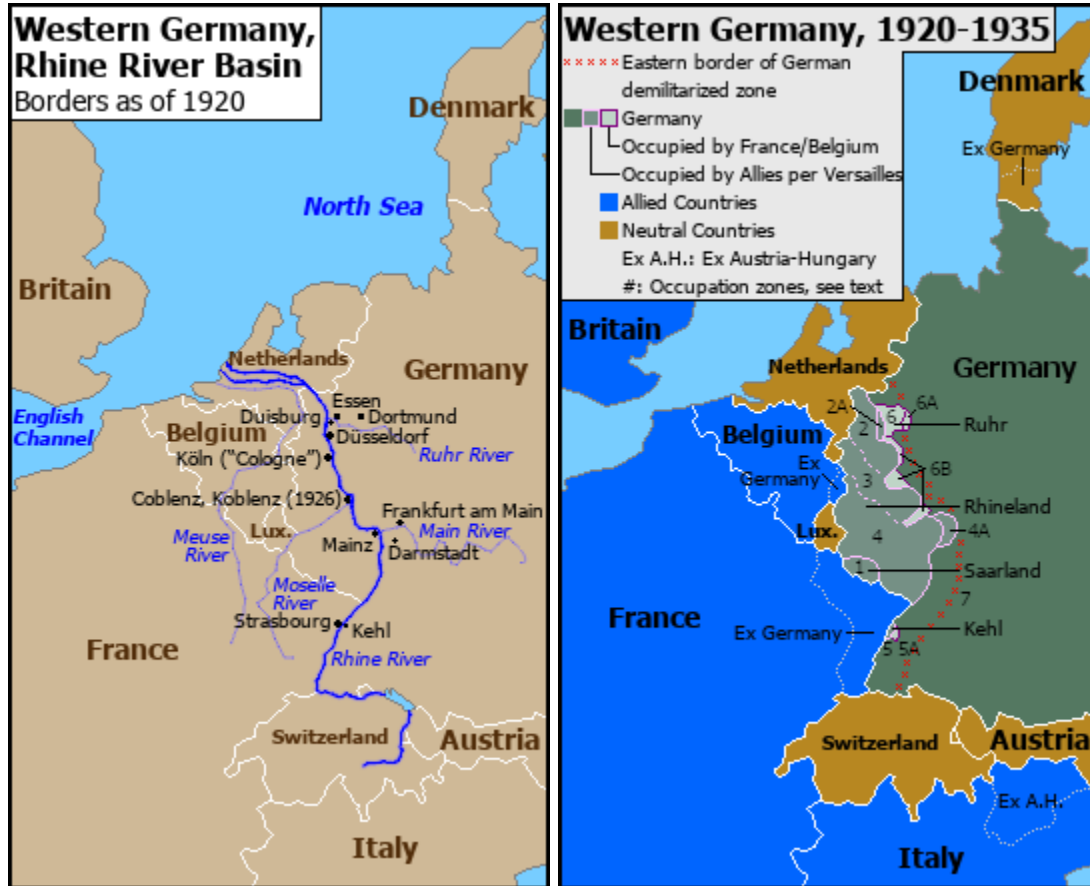 Western Germany,
Rhine River Basin
Borders as of 1920
Denmark
North Sea
Britain
Netherlands
Germany
English
Channel
Essen
Duisburg
Dortmund
Belgium
Düsseldorf
Köln ("Cologne")
Ruhr River
Coblenz, Koblenz (1926)
Frankfurt am Main
Meuse
River
Lux.
Mainz
Main River
Darmstadt
Moselle
River
Strasbourg
Kehl
France
Rhine River
Switzerland
Austria
Italy
Western Germany, 1920-1935
Eastern border of German
demilitarized zone
Germany
Occupied by France/Belgium
Occupied by Allies per Versailles
Allied Countries
Neutral Countries
Ex A.H.: Ex Austria-Hungary
#: Occupation zones, see text
Denmark
Ex Germany
Britain
Netherlands
Germany
2A
6
6A
2
Ruhr
Belgium
Ex
Germany
3
6B
Rhineland
Lux.
4
4A
1
Saarland
France
7
Ex Germany
Kehl
5 5A
Switzerland
Austria
Ex A.H.
Italy